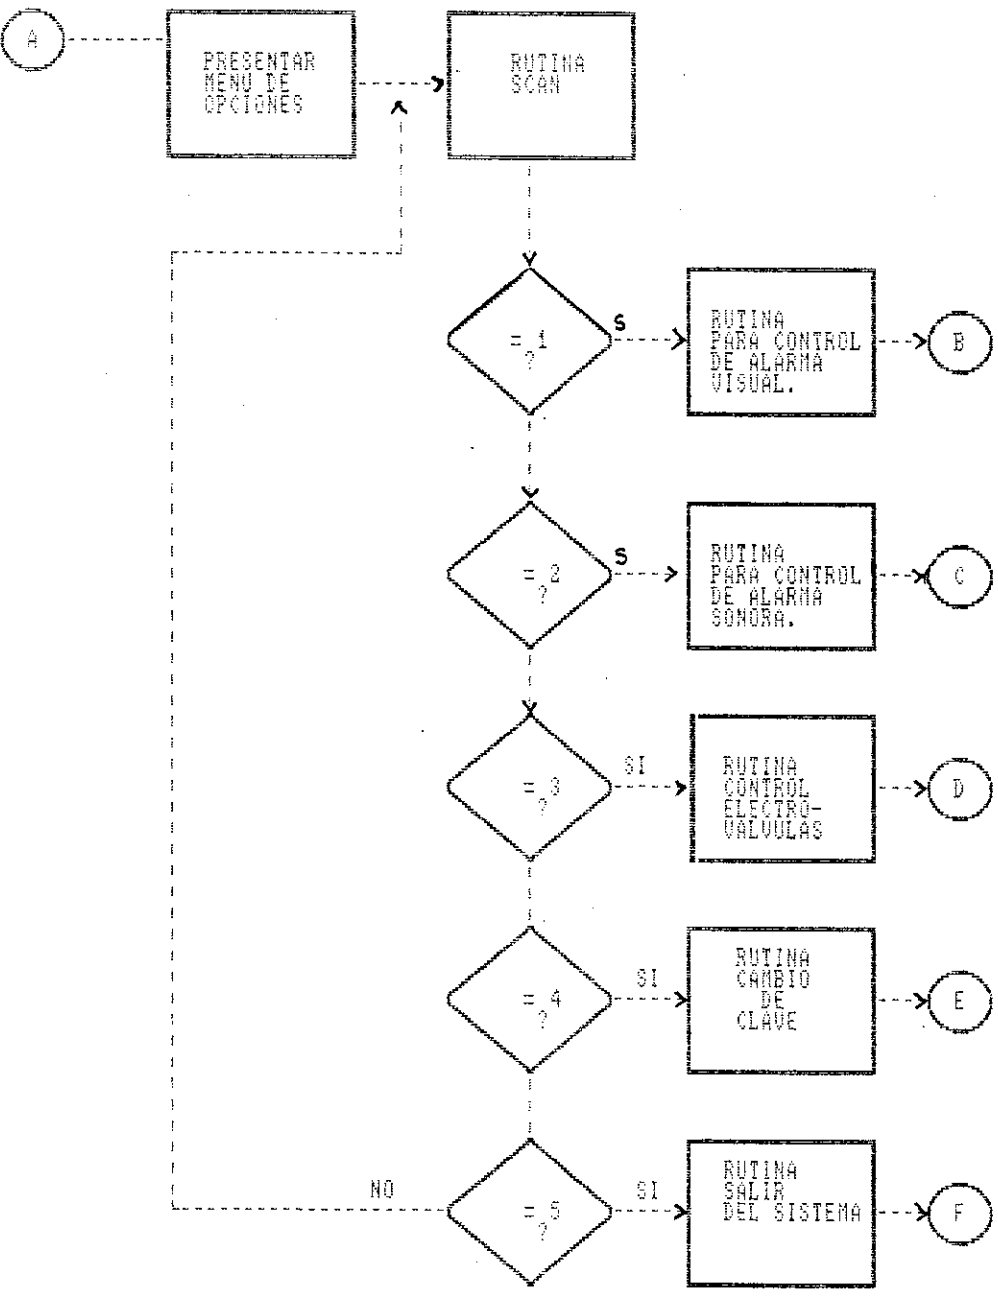 A
PRESENTAR
MENU DE
OPCIONES
RUTINA
SCAN
= 1
?
S
RUTINA
PARA CONTROL
DE ALARMA
VISUAL.
B
= 2
?
S
RUTINA
PARA CONTROL
DE ALARMA
SONORA.
C
= 3
?
SI
RUTINA
CONTROL
ELECTRO-
VALVULAS
D
= 4
?
SI
RUTINA
CAMBIO
DE
CLAVE
E
NO
= 5
?
SI
RUTINA
SALIR
DEL SISTEMA
F